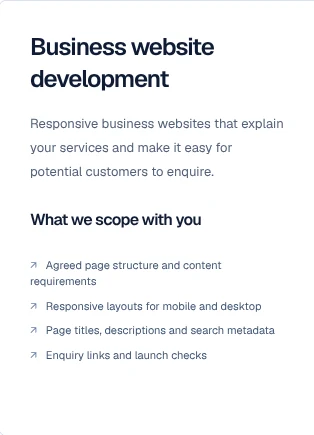 Business website
development
Responsive business websites that explain
your services and make it easy for
potential customers to enquire.
What we scope with you
↗ Agreed page structure and content
requirements
↗ Responsive layouts for mobile and desktop
↗ Page titles, descriptions and search metadata
↗ Enquiry links and launch checks